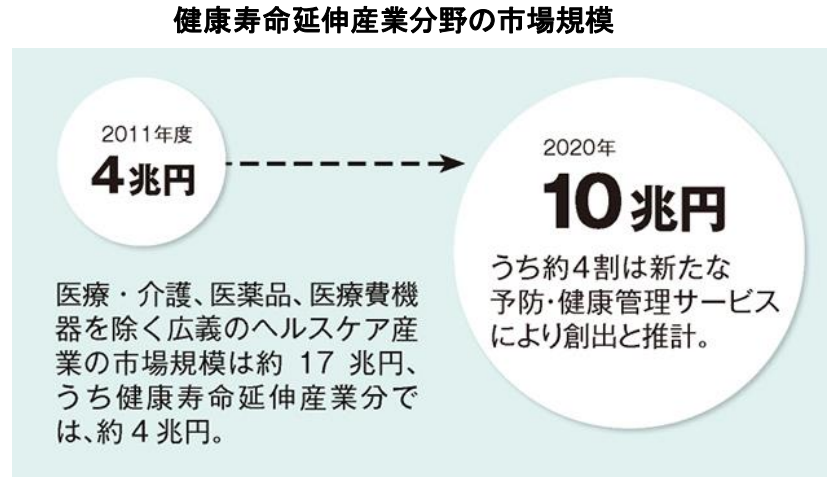 健康寿命延伸産業分野の市場規模
2011年度
4兆円
2020年
10兆円
うち約4割は新たな
予防・健康管理サービス
により創出と推計。
医療・介護、医薬品、医療費機
器を除く広義のヘルスケア産
業の市場規模は約 17 兆円、
うち健康寿命延伸産業分で
は、約 4 兆円。